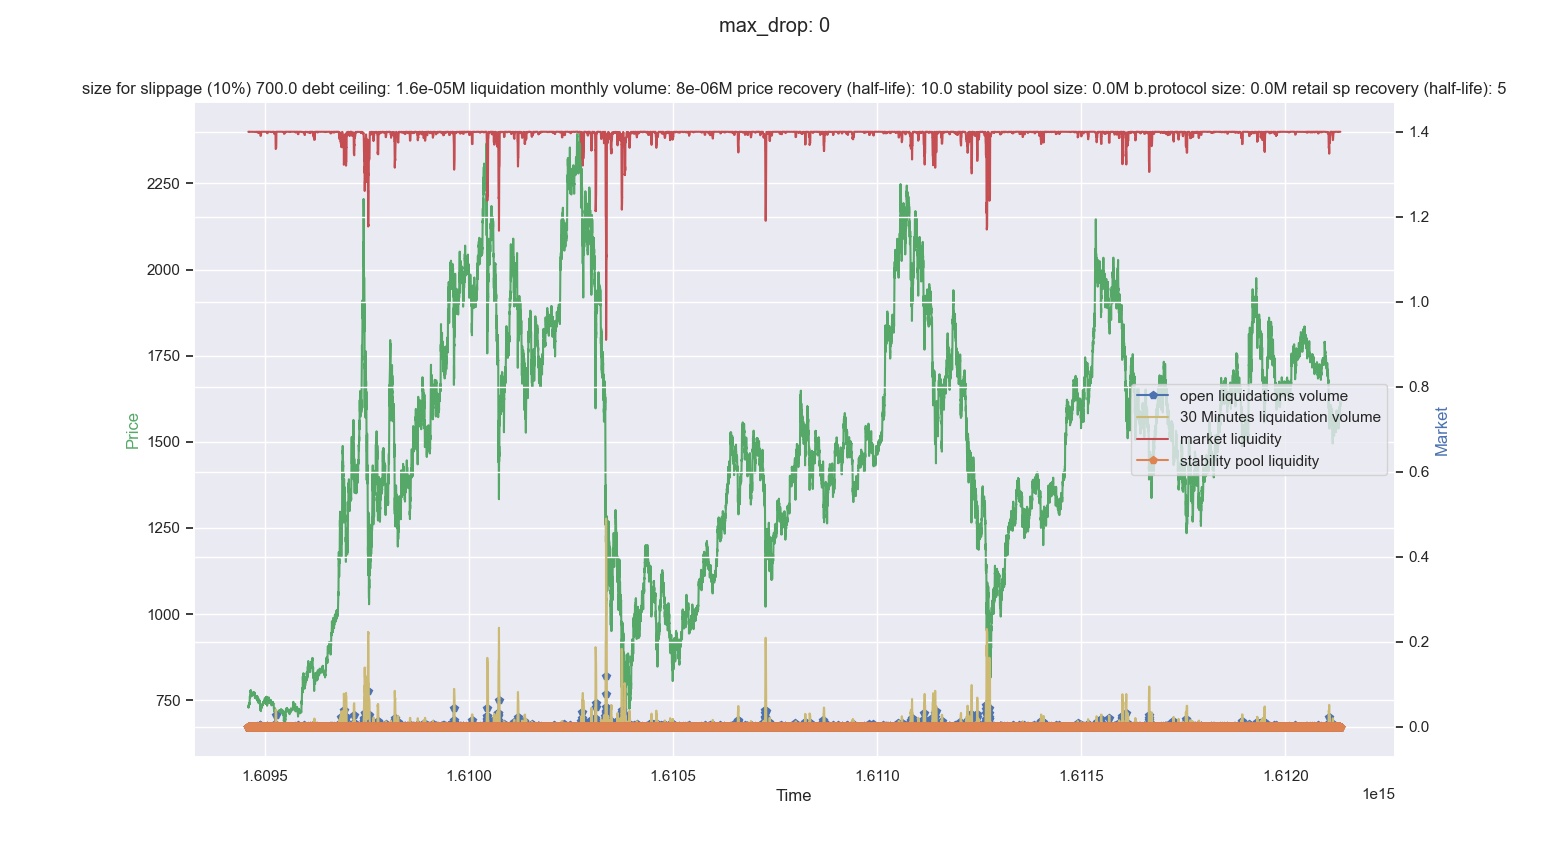 max_drop: 0
size for slippage (10%) 700.0 debt ceiling: 1.6e-05M liquidation monthly volume: 8e-06M price recovery (half-life): 10.0 stability pool size: 0.0M b.protocol size: 0.0M retail sp recovery (half-life): 5
2250
2000
1750
1500
1250
1000
750
Price
1.4
1.2
1.0
0.8
0.6
0.4
0.2
0.0
Market
open liquidations volume
30 Minutes liquidation volume
market liquidity
stability pool liquidity
1.6095
1.6100
1.6105
1.6110
1.6115
1.6120
1e15
Time